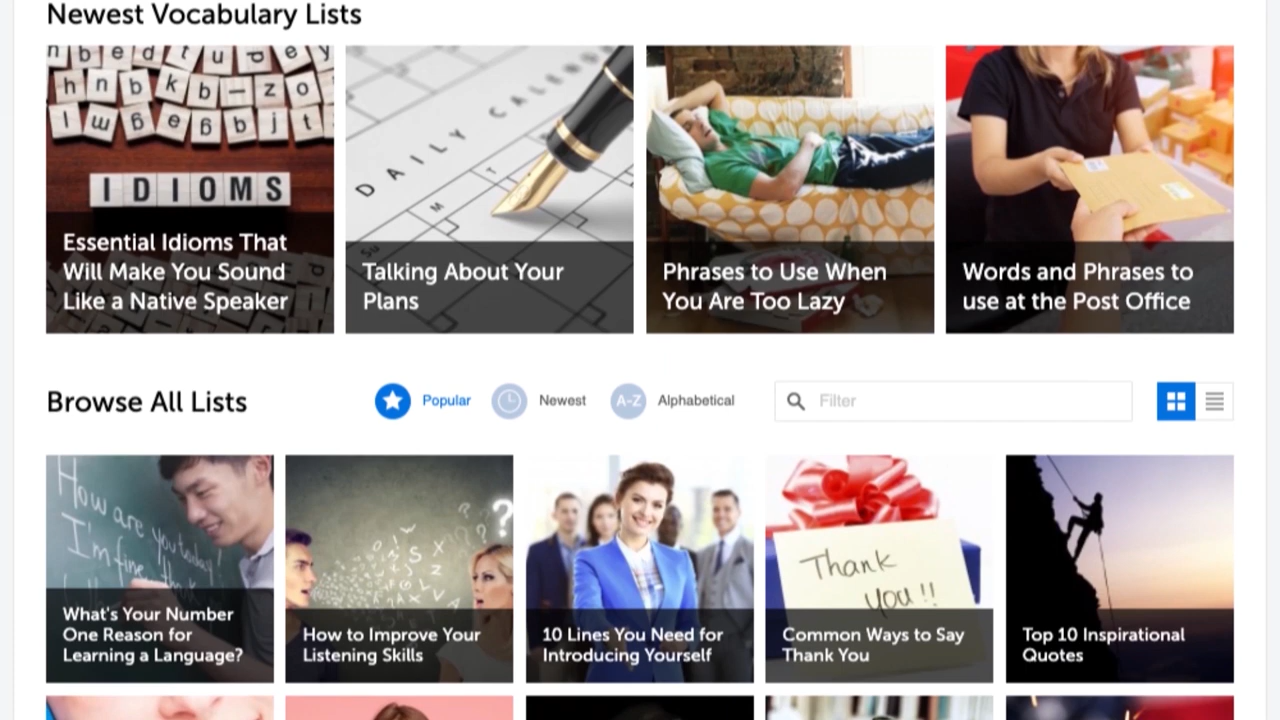 Newest Vocabulary Lists
n b e d t u p e y
h n b k b – z o
l w g e g b j t
IDIOMS
Essential Idioms That
Will Make You Sound
Like a Native Speaker
DAILY CALEND
M T
Su
Talking About Your
Plans
Phrases to Use When
You Are Too Lazy
Words and Phrases to
use at the Post Office
Browse All Lists
Popular
Newest
A-Z Alphabetical
Filter
How are you today!
I'm fine, thank
What's Your Number
One Reason for
Learning a Language?
How to Improve Your
Listening Skills
10 Lines You Need for
Introducing Yourself
Thank
you!!
Common Ways to Say
Thank You
Top 10 Inspirational
Quotes